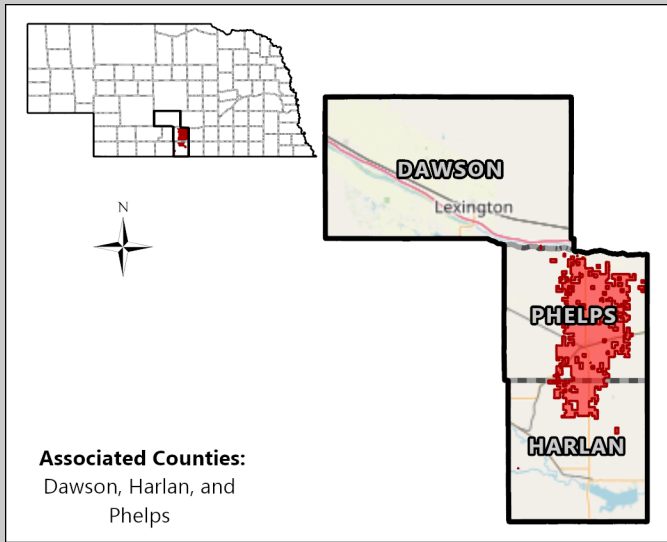 N
DAWSON
Lexington
PHELPS
HARLAN
Associated Counties:
Dawson, Harlan, and
Phelps